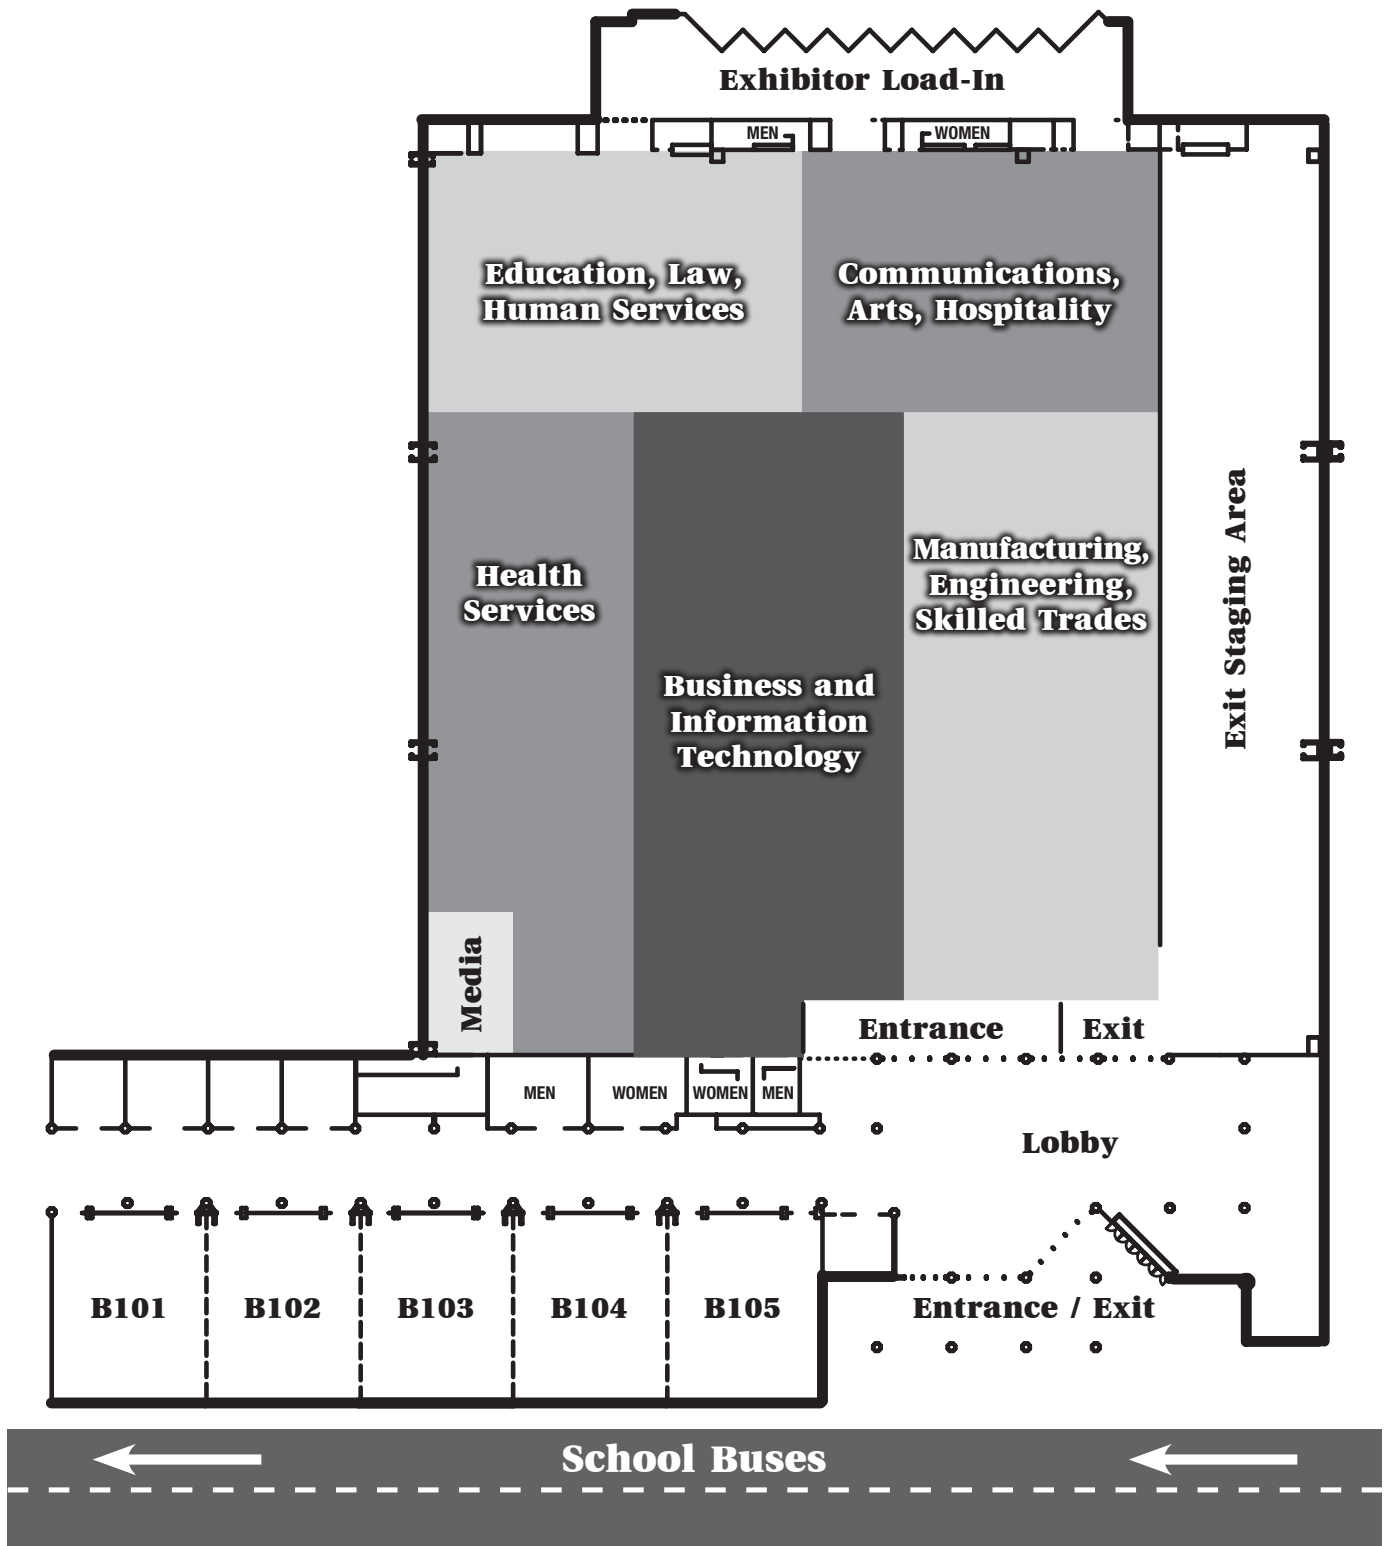 Exhibitor Load-In
MEN
WOMEN
Education, Law,
Human Services
Communications,
Arts, Hospitality
Health
Services
Manufacturing,
Engineering,
Skilled Trades
Business and
Information
Technology
Exit Staging Area
Media
Entrance
Exit
MEN
WOMEN
WOMEN
MEN
Lobby
B101
B102
B103
B104
B105
Entrance / Exit
School Buses